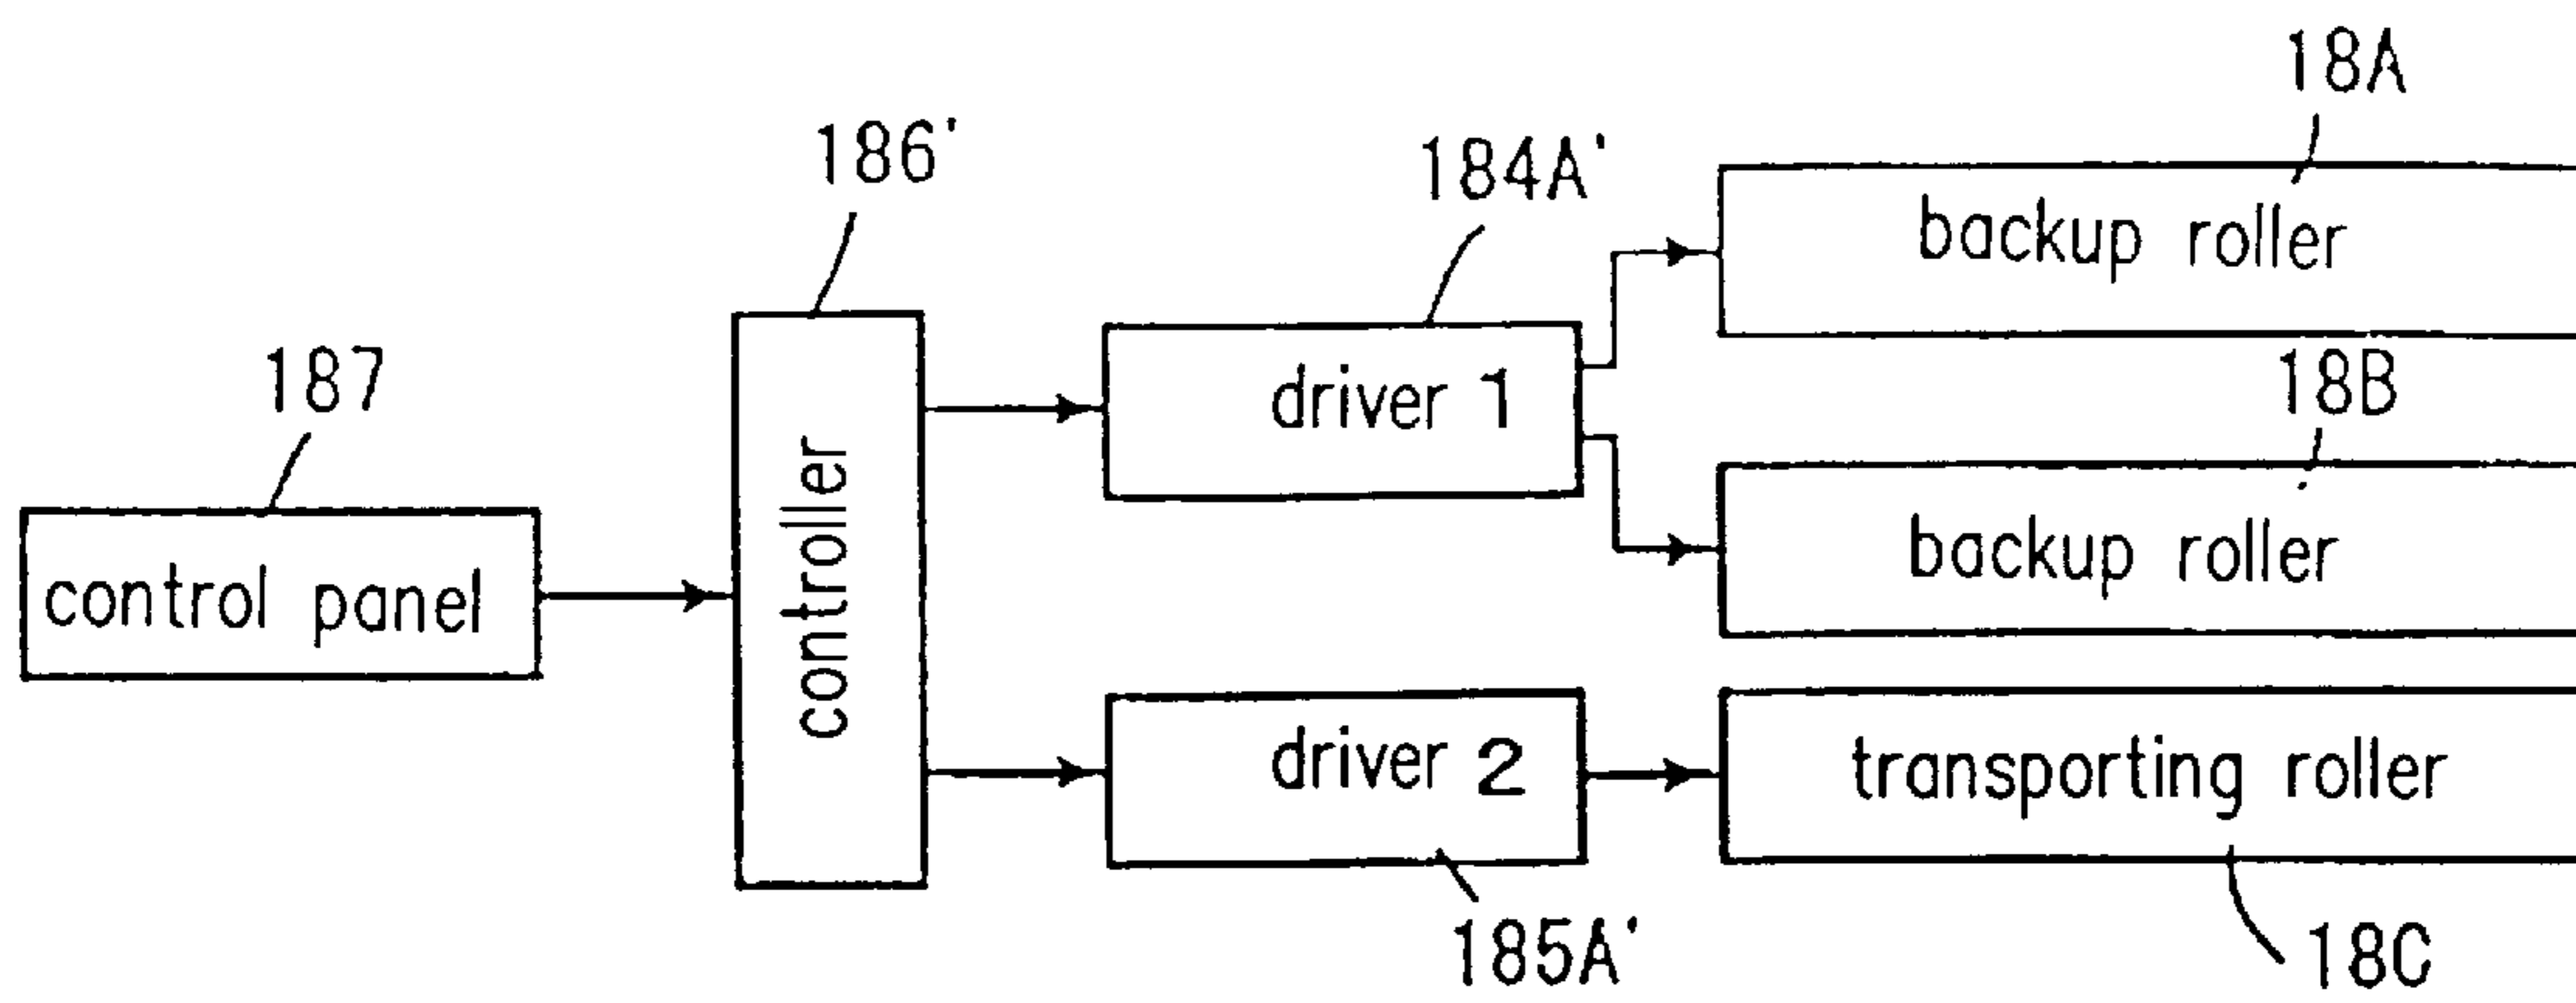 18A
186'
184A'
backup roller
187
driver 1
18B
controller
backup roller
control panel
driver 2
transporting roller
185A'
18C